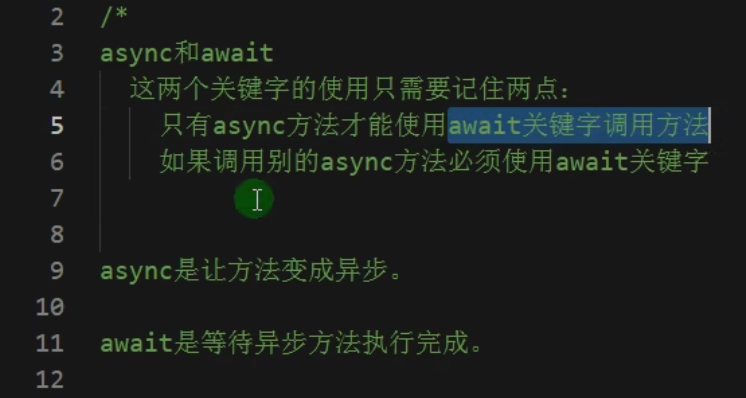 2 /*
3 async和await
4 这两个关键字的使用只需要记住两点：
5 只有async方法才能使用await关键字调用方法
6 如果调用别的async方法必须使用await关键字
7
8
9 async是让方法变成异步。
10
11 await是等待异步方法执行完成。
12